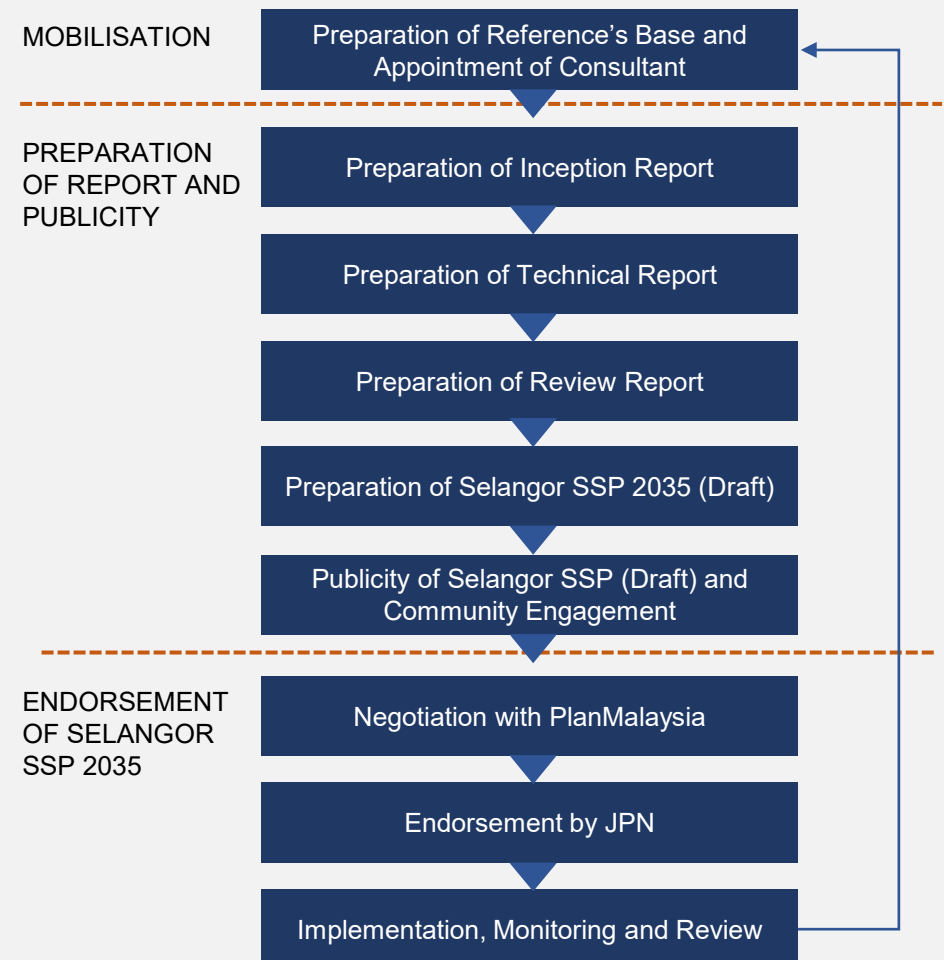 MOBILISATION
Preparation of Reference's Base and
Appointment of Consultant
PREPARATION
OF REPORT AND
PUBLICITY
Preparation of Inception Report
Preparation of Technical Report
Preparation of Review Report
Preparation of Selangor SSP 2035 (Draft)
Publicity of Selangor SSP (Draft) and
Community Engagement
ENDORSEMENT
OF SELANGOR
SSP 2035
Negotiation with PlanMalaysia
Endorsement by JPN
Implementation, Monitoring and Review